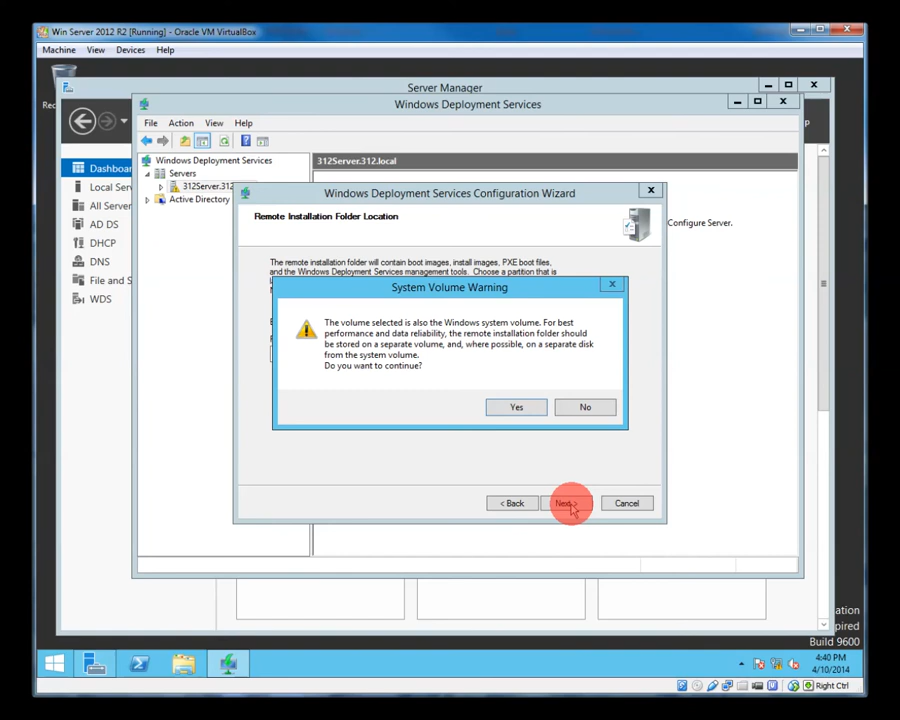 Win Server 2012 R2 [Running] - Oracle VM VirtualBox
Machine View Devices Help
Server Manager
Windows Deployment Services
File Action View Help
Windows Deployment Services
Servers
312Server.312
Active Directory
312Server.312.local
Configure Server.
Dashboar
Local Serv
All Server
AD DS
DHCP
DNS
File and S
WDS
Windows Deployment Services Configuration Wizard
Remote Installation Folder Location
The remote installation folder will contain boot images, install images, PXE boot files,
and the Windows Deployment Services management tools. Choose a partition that is
System Volume Warning
The volume selected is also the Windows system volume. For best
performance and data reliability, the remote installation folder should
be stored on a separate volume, and, where possible, on a separate disk
from the system volume.
Do you want to continue?
Yes No
< Back Next > Cancel
ation
pired
Build 9600
4:40 PM
4/10/2014
Right Ctrl